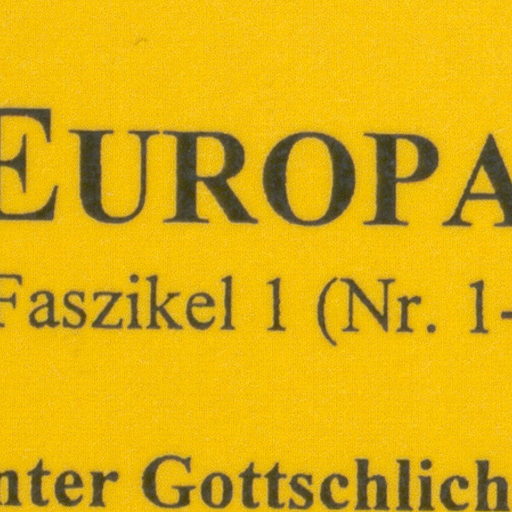 EUROPA
Faszikel 1 (Nr. 1-
nter Gottschlich